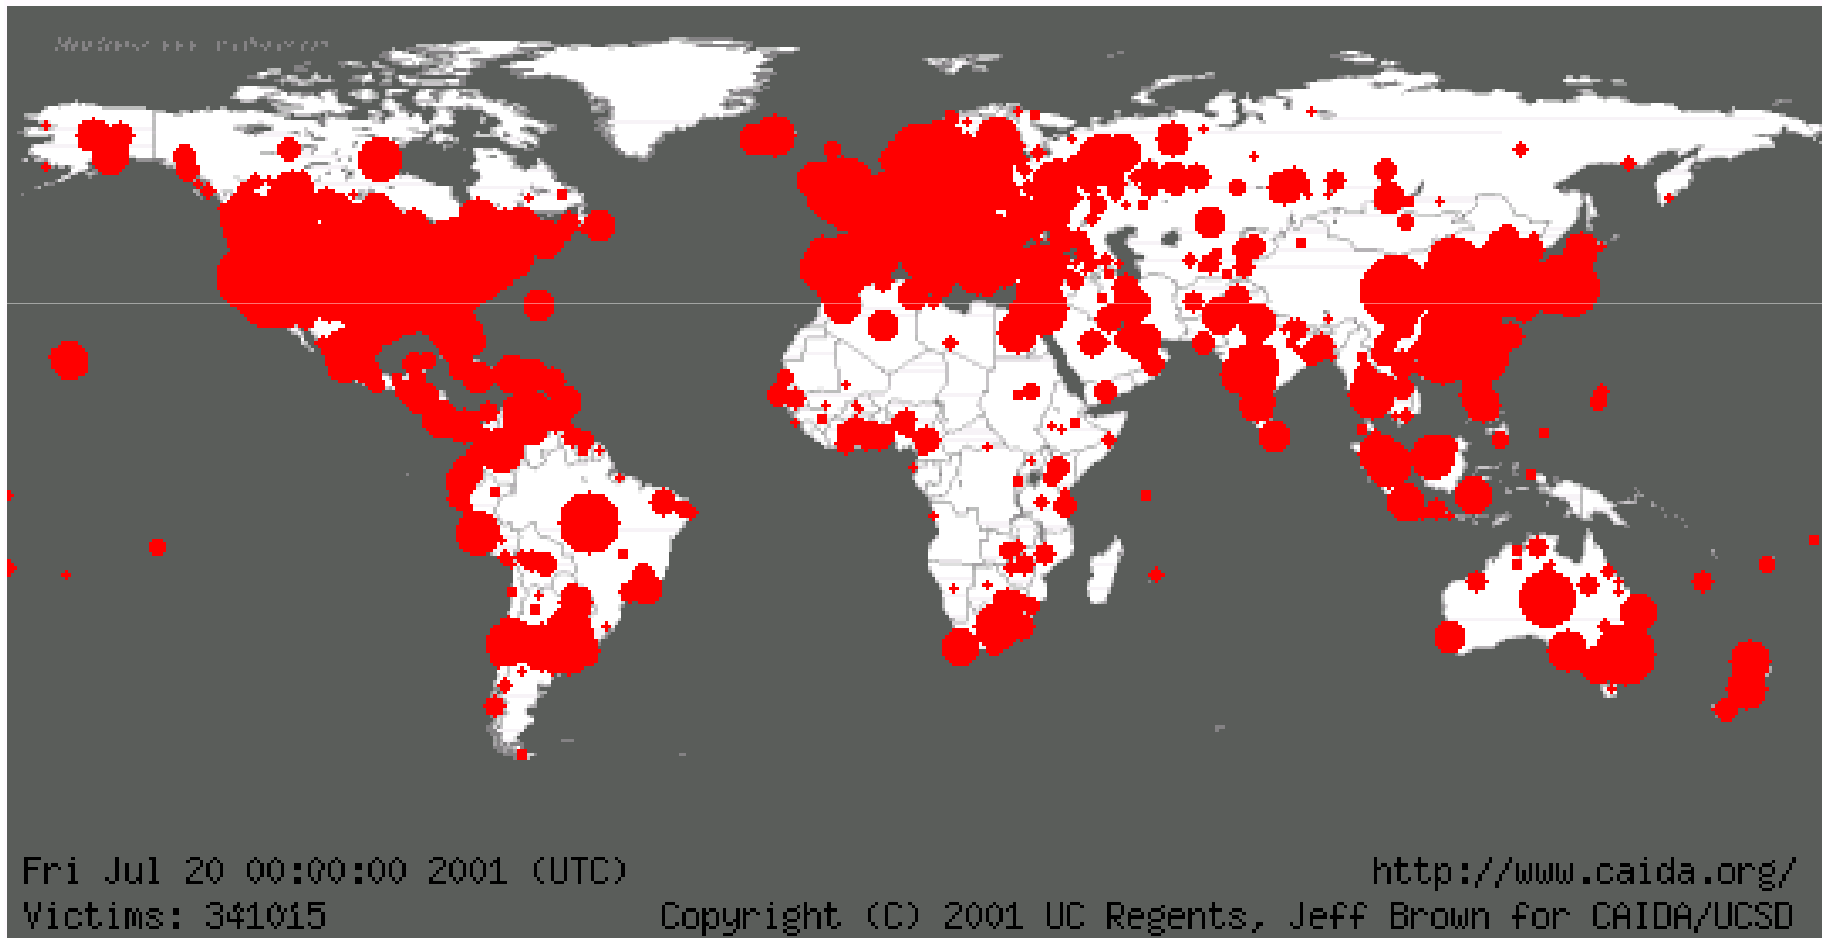 Fri Jul 20 00:00:00 2001 (UTC)
http://www.caida.org/
Victims: 341015
Copyright (C) 2001 UC Regents, Jeff Brown for CAIDA/UCSD